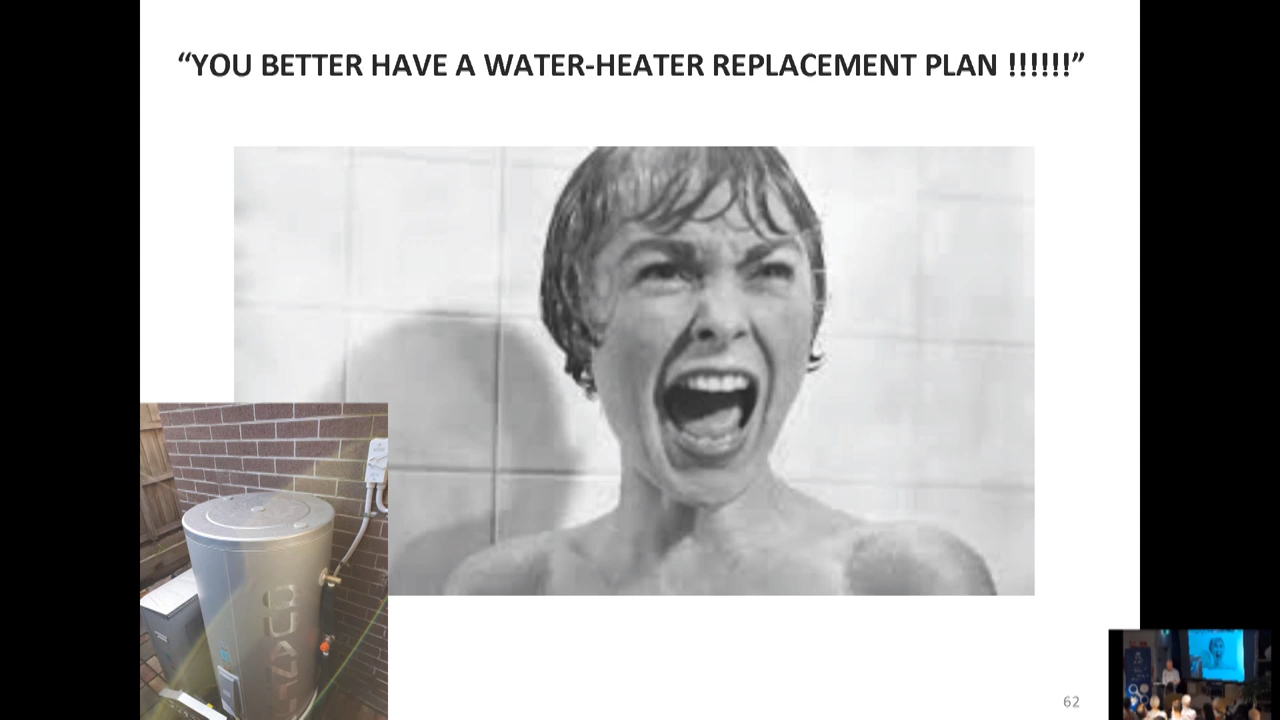 “YOU BETTER HAVE A WATER-HEATER REPLACEMENT PLAN !!!!!!”
62